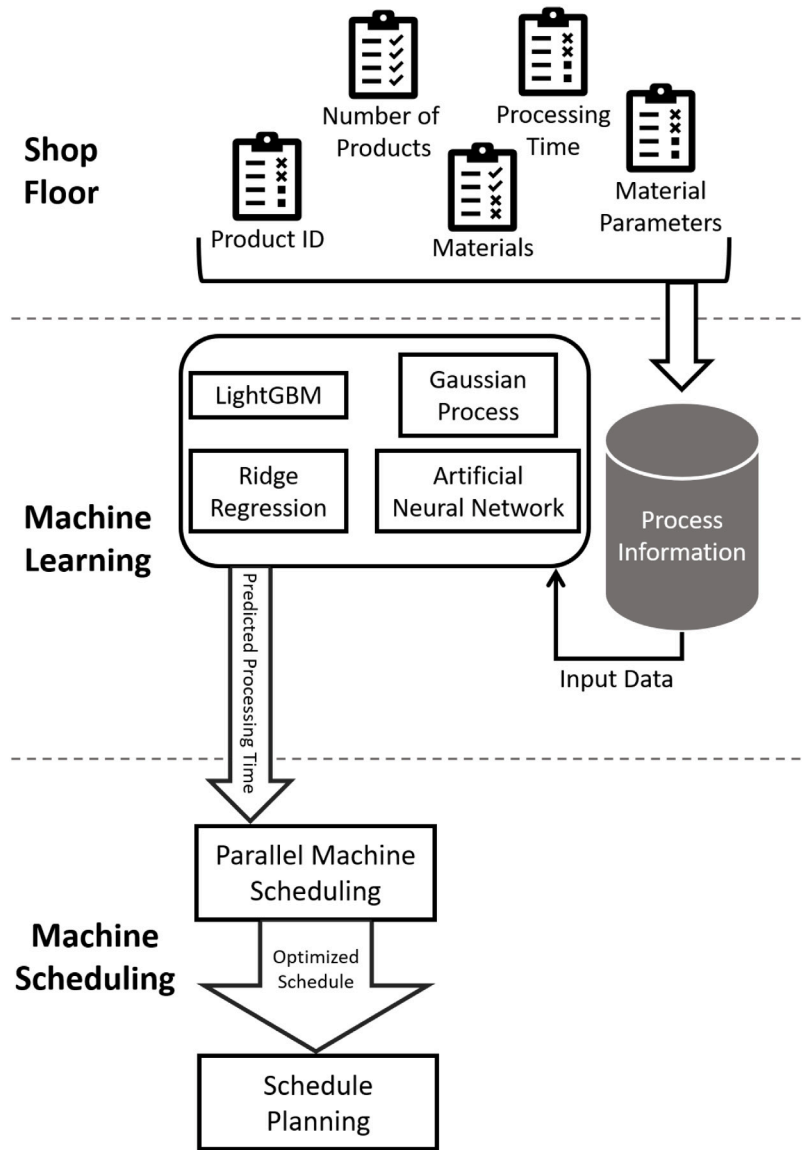 Shop
Floor
Number of
Products
Processing
Time
Product ID
Materials
Material
Parameters
Machine
Learning
LightGBM
Gaussian
Process
Ridge
Regression
Artificial
Neural Network
Process
Information
Input Data
Predicted Processing Time
Machine
Scheduling
Parallel Machine
Scheduling
Optimized
Schedule
Schedule
Planning